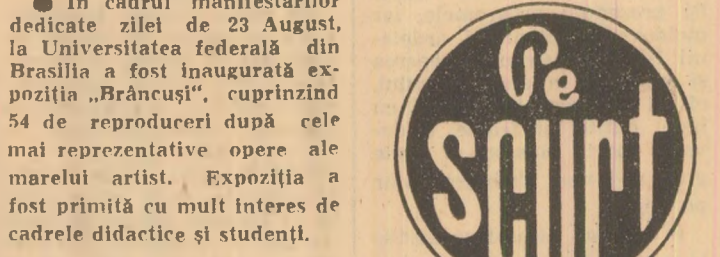 ● In cadrul manifestărilor
dedicate zilei de 23 August,
la Universitatea federală din
Brasilia a fost inaugurată ex-
poziția „Brâncuși“, cuprinzînd
54 de reproduceri după cele
mai reprezentative opere ale
marelui artist. Expoziția a
fost primită cu mult interes de
cadrele didactice și studenți.
Pe
scurt